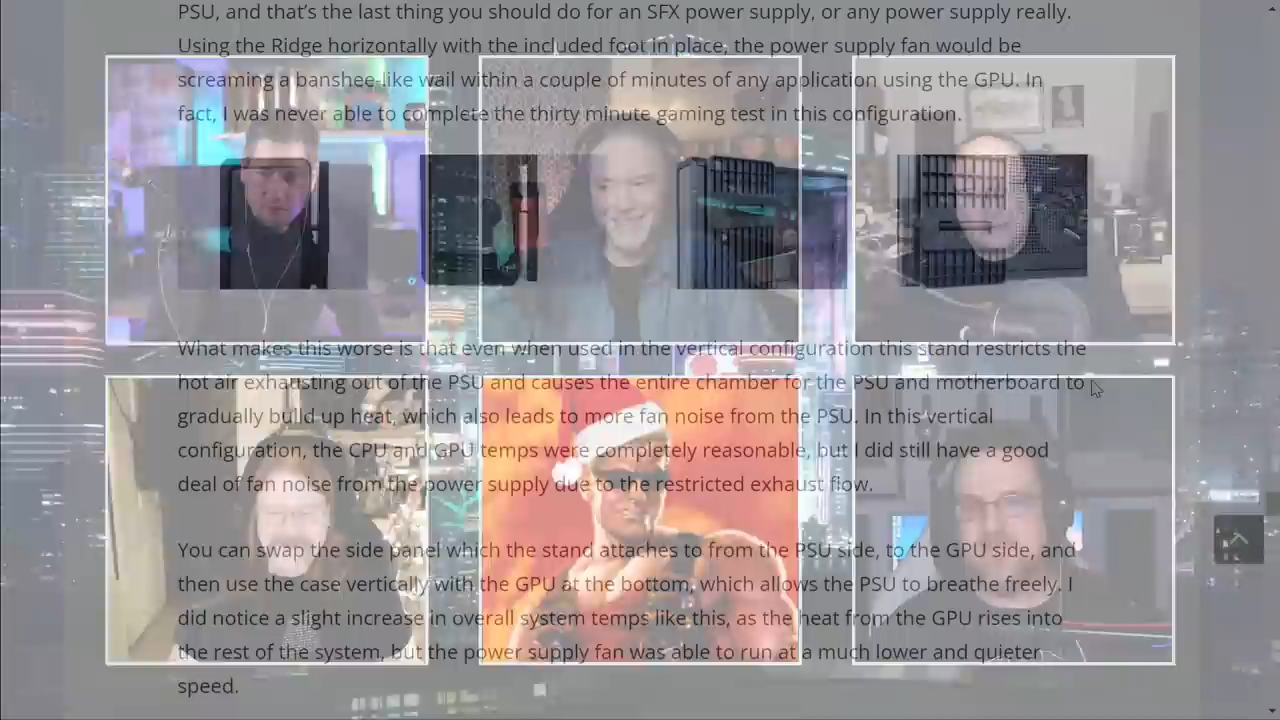 PSU, and that’s the last thing you should do for an SFX power supply, or any power supply really.
Using the Ridge horizontally with the included foot in place, the power supply fan would be
screaming a banshee-like wail within a couple of minutes of any application using the GPU. In
fact, I was never able to complete the thirty minute gaming test in this configuration.
What makes this worse is that even when used in the vertical configuration this stand restricts the
hot air exhausting out of the PSU and causes the entire chamber for the PSU and motherboard to
gradually build up heat, which also leads to more fan noise from the PSU. In this vertical
configuration, the CPU and GPU temps were completely reasonable, but I did still have a good
deal of fan noise from the power supply due to the restricted exhaust flow.
You can swap the side panel which the stand attaches to from the PSU side, to the GPU side, and
then use the case vertically with the GPU at the bottom, which allows the PSU to breathe freely. I
did notice a slight increase in overall system temps like this, as the heat from the GPU rises into
the rest of the system, but the power supply fan was able to run at a much lower and quieter
speed.